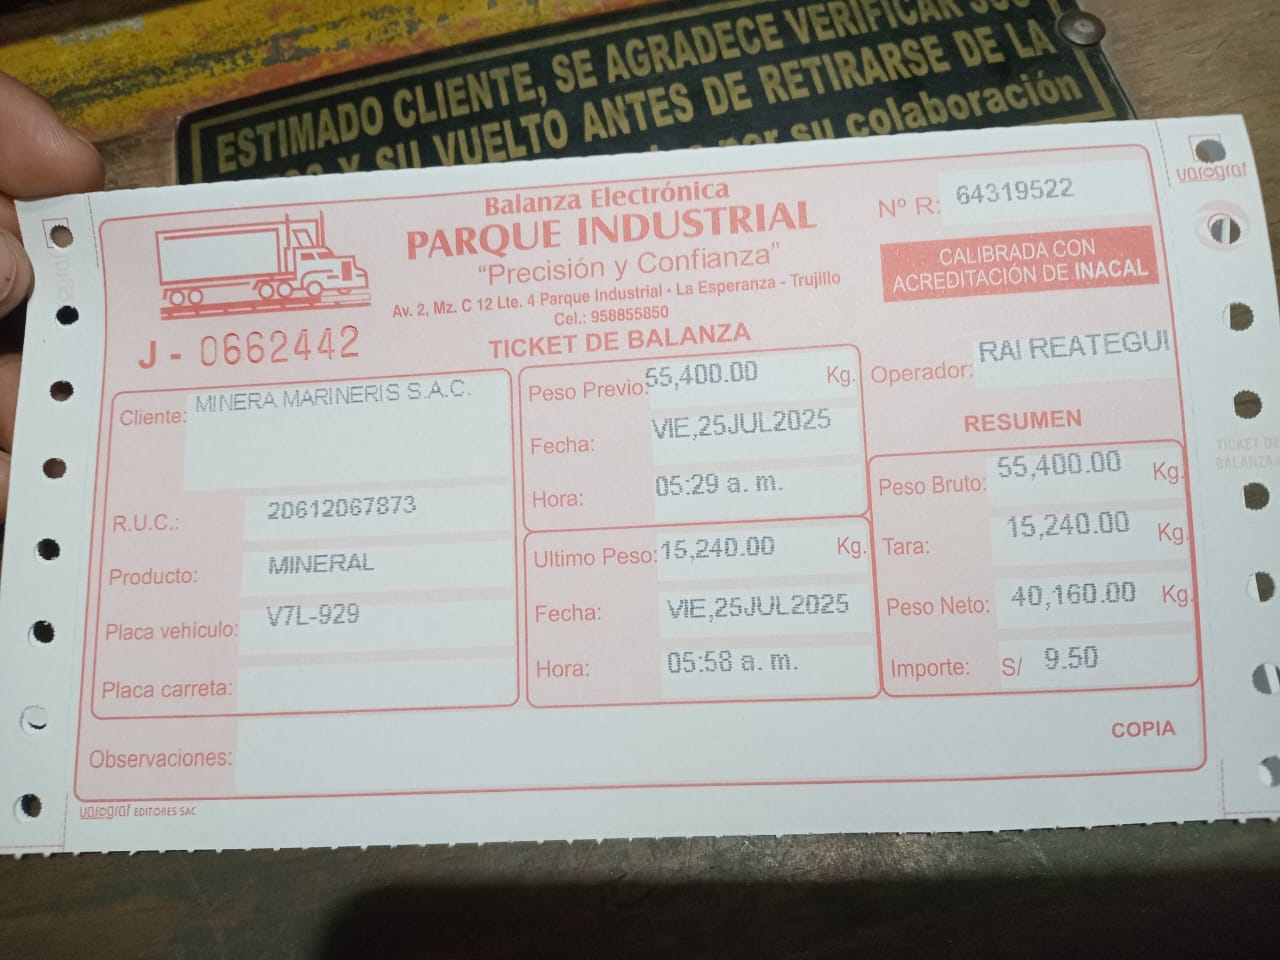 ESTIMADO CLIENTE, SE AGRADECE VERIFICAR SUS
Y SU VUELTO ANTES DE RETIRARSE DE LA
por su colaboración
varograf
Balanza Electrónica
PARQUE INDUSTRIAL
"Precisión y Confianza"
Av. 2, Mz. C 12 Lte. 4 Parque Industrial • La Esperanza - Trujillo
Cel.: 958855850
Nº R: 64319522
CALIBRADA CON
ACREDITACIÓN DE INACAL
J - 0662442
TICKET DE BALANZA
Cliente: MINERA MARINERIS S.A.C.
R.U.C.: 20612067873
Producto: MINERAL
Placa vehículo: V7L-929
Placa carreta:
Peso Previo: 55,400.00 Kg.
Fecha: VIE,25JUL2025
Hora: 05:29 a. m.
Ultimo Peso: 15,240.00 Kg.
Fecha: VIE,25JUL2025
Hora: 05:58 a. m.
Operador: RAI REATEGUI
RESUMEN
Peso Bruto: 55,400.00 Kg.
Tara: 15,240.00 Kg.
Peso Neto: 40,160.00 Kg.
Importe: S/ 9.50
Observaciones:
COPIA
varograf EDITORES SAC
TICKET DE
BALANZA